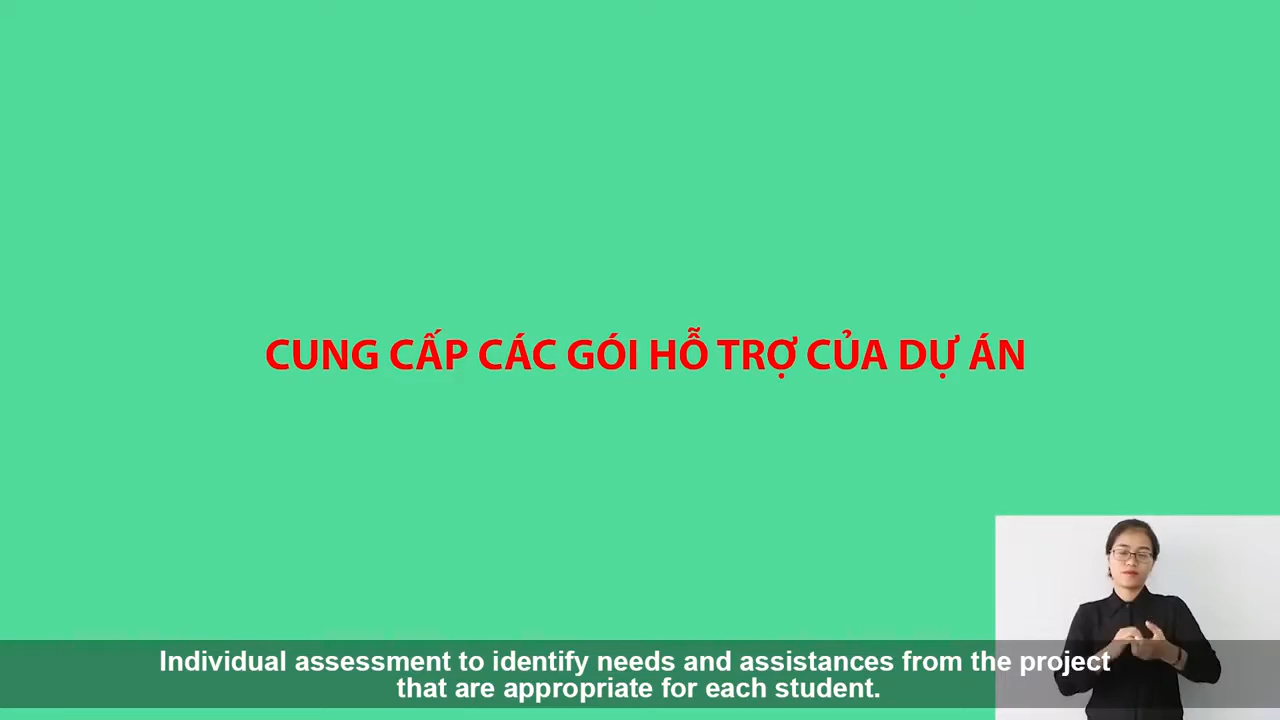 CUNG CẤP CÁC GÓI HỖ TRỢ CỦA DỰ ÁN
Individual assessment to identify needs and assistances from the project
that are appropriate for each student.